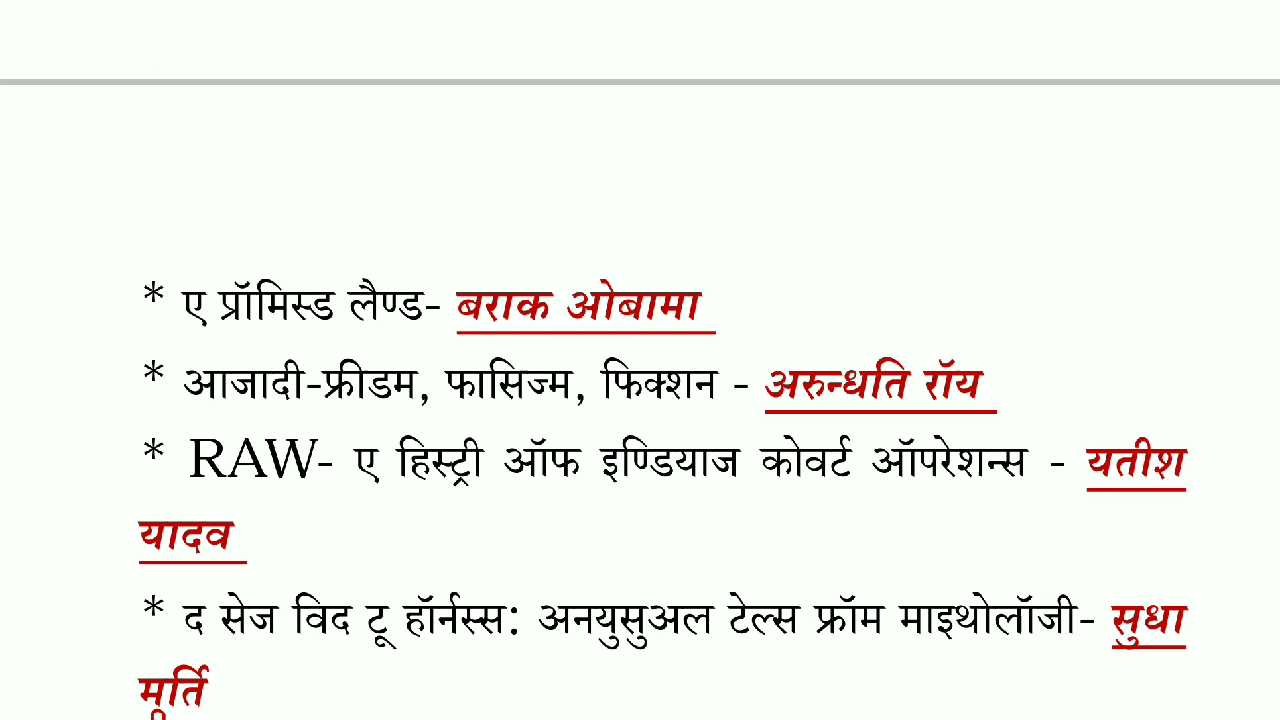 * ए प्रॉमिस्ड लैण्ड- बराक ओबामा
* आजादी-फ्रीडम, फासिज्म, फिक्शन - अरुन्धति रॉय
* RAW- ए हिस्ट्री ऑफ इण्डियाज कोवर्ट ऑपरेशन्स - यतीश
यादव
* द सेज विद टू हॉर्नस्स: अनयुसुअल टेल्स फ्रॉम माइथोलॉजी- सुधा
मूर्ति